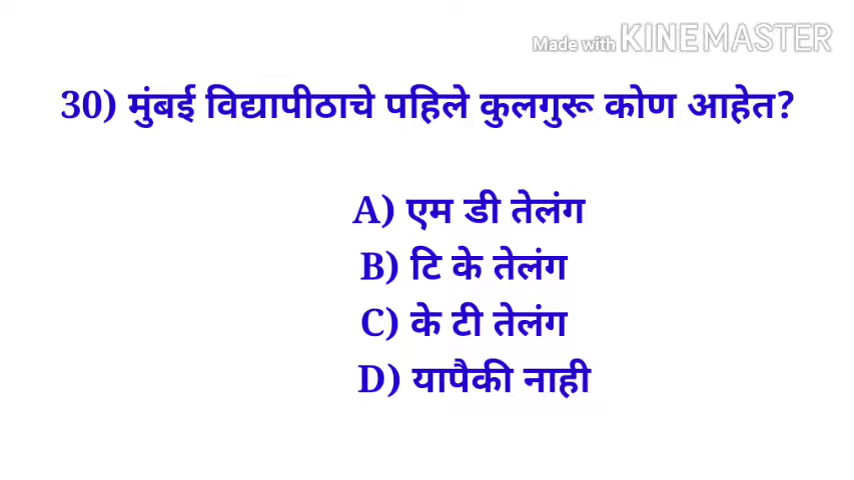 Made with KINEMASTER
30) मुंबई विद्यापीठाचे पहिले कुलगुरू कोण आहेत?
A) एम डी तेलंग
B) टि के तेलंग
C) के टी तेलंग
D) यापैकी नाही